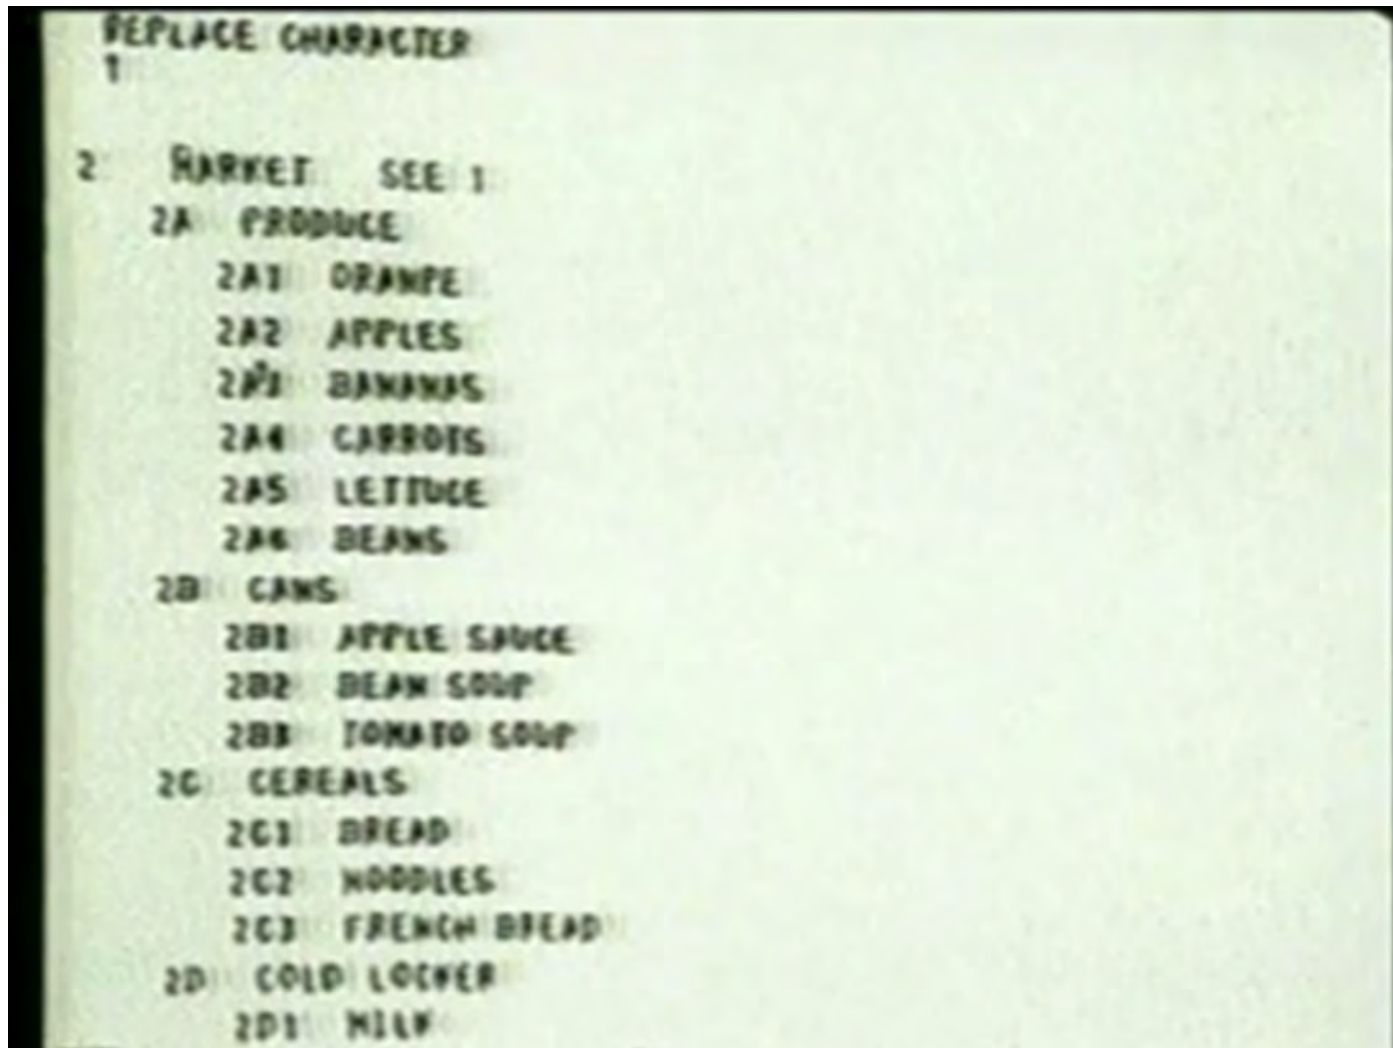 REPLACE CHARACTER
1
2 MARKET SEE 1
2A PRODUCE
2A1 ORANPE
2A2 APPLES
2A3 BANANAS
2A4 CARROTS
2A5 LETTUCE
2A6 BEANS
2B CANS
2B1 APPLE SAUCE
2B2 BEAN SOUP
2B3 TOMATO SOUP
2C CEREALS
2C1 BREAD
2C2 NOODLES
2C3 FRENCH BREAD
2D COLD LOCKER
2D1 MILK